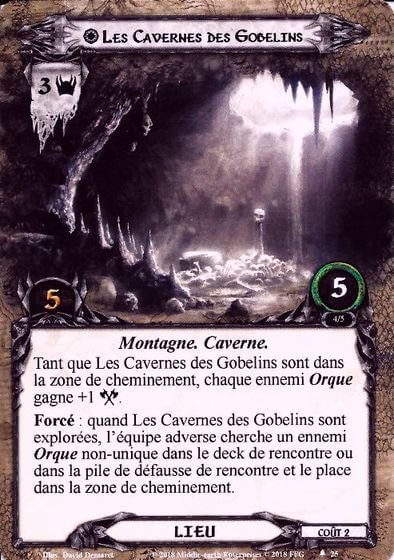 Les Cavernes des Gobelins
3
5
5
4/5
Montagne. Caverne.
Tant que Les Cavernes des Gobelins sont dans
la zone de cheminement, chaque ennemi Orque
gagne +1 .
Forcé : quand Les Cavernes des Gobelins sont
explorées, l’équipe adverse cherche un ennemi
Orque non-unique dans le deck de rencontre ou
dans la pile de défausse de rencontre et le place
dans la zone de cheminement.
LIEU
COÛT 2
Illus. David Demaret
© 2018 Middle-earth Enterprises © 2018 FFG
26